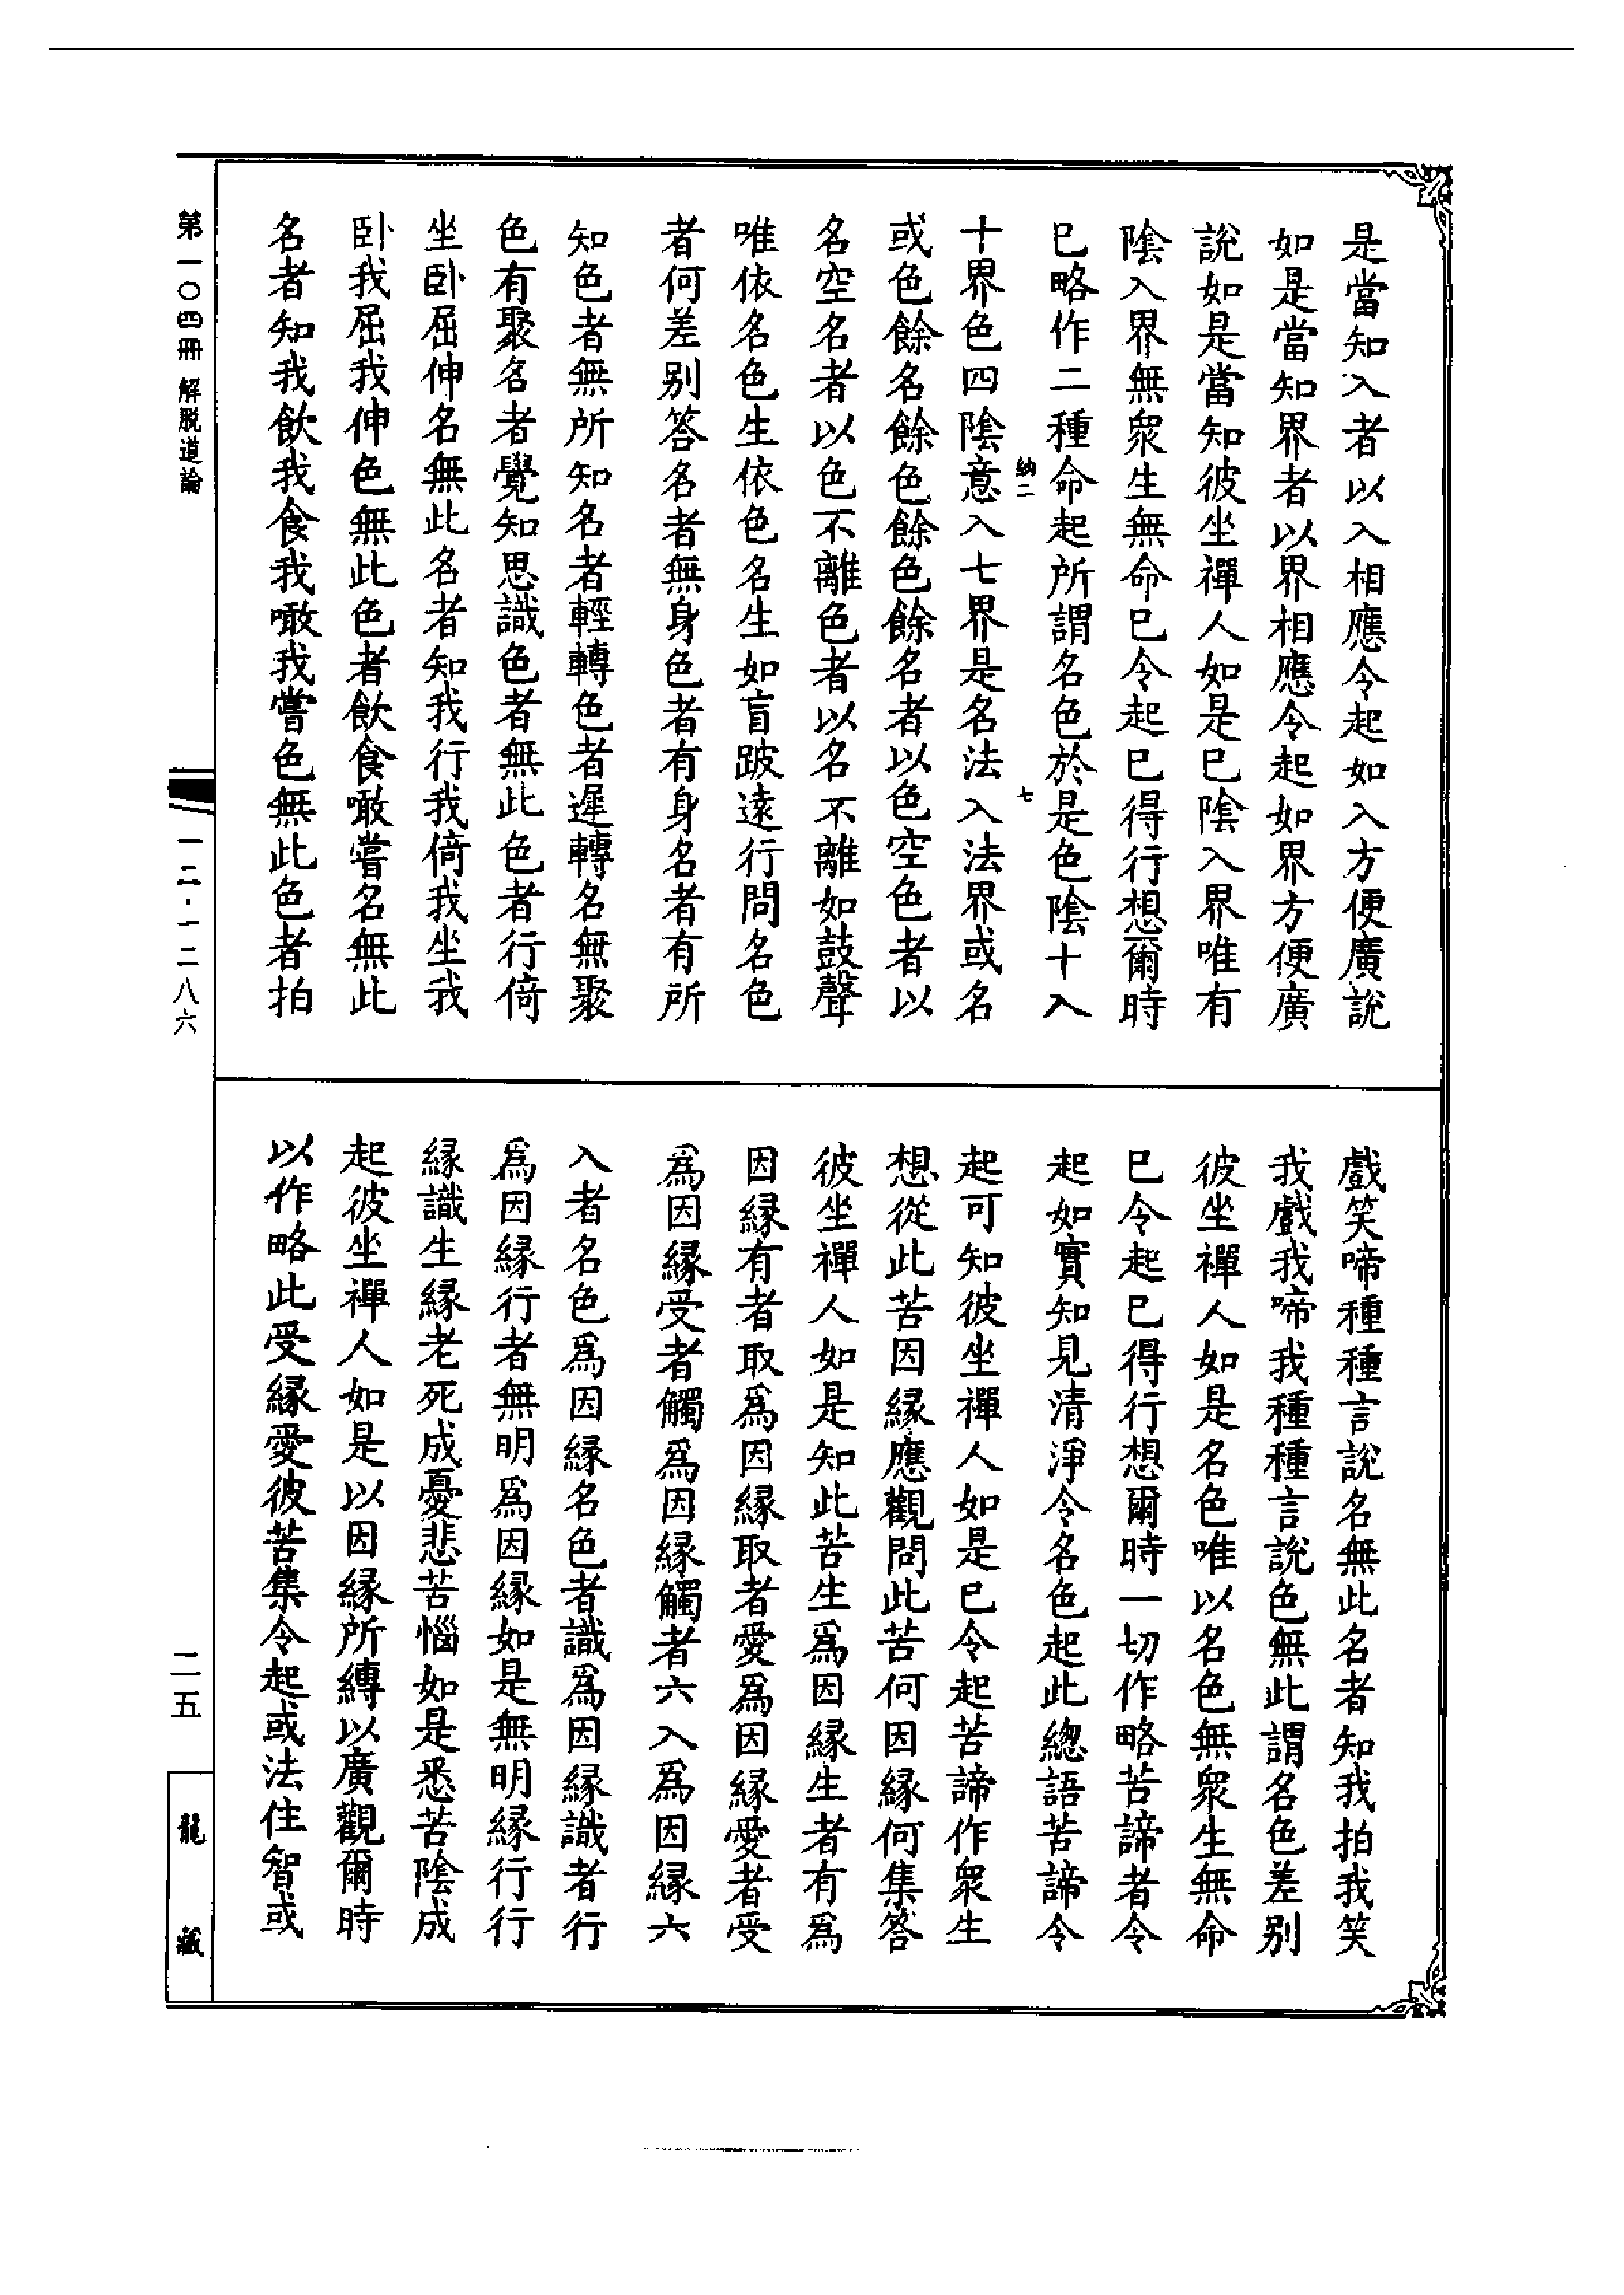 是當知入者以入相應令起如入方便廣說
如是當知界者以界相應令起如界方便廣
說如是當知彼坐禪人如是已陰入界唯有
陰入界無衆生無命已令起已得行想爾時
已略作二種命起所謂名色於是色陰十入
納二
七
十界色四陰意入七界是名法入法界或名
或色餘名餘色餘色餘名者以色空色者以
名空名者以色不離色者以名不離如鼓聲
唯依名色生依色名生如盲跛遠行問名色
者何差别答名者無身色者有身名者有所
知色者無所知名者輕轉色者遲轉名無聚
色有聚名者覺知思識色者無此色者行倚
坐卧屈伸名無此名者知我行我倚我坐我
卧我屈我伸色無此色者飲食噉嘗名無此
名者知我飲我食我噉我嘗色無此色者拍
戲笑啼種種言說名無此名者知我拍我笑
我戲我啼我種種言說色無此謂名色差别
彼坐禪人如是名色唯以名色無衆生無命
已令起已得行想爾時一切作略苦諦者令
起如實知見清淨令名色起此總語苦諦令
起可知彼坐禪人如是已令起苦諦作衆生
想從此苦因緣應觀問此苦何因緣何集答
彼坐禪人如是知此苦生爲因緣生者有爲
因緣有者取爲因緣取者愛爲因緣愛者受
爲因緣受者觸爲因緣觸者六入爲因緣六
入者名色爲因緣名色者識爲因緣識者行
爲因緣行者無明爲因緣如是無明緣行行
緣識生緣老死成憂悲苦惱如是悉苦陰成
起彼坐禪人如是以因緣所縛以廣觀爾時
以作略此受緣愛彼苦集令起或法住智或
第一〇四冊 解脱道論
一二·一二八六
二五
龍藏